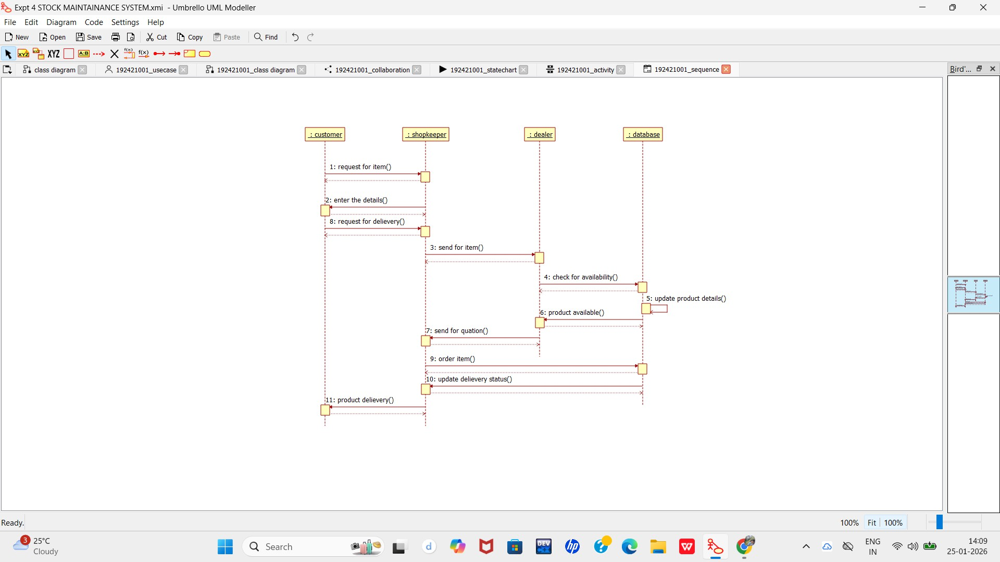 Expt 4 STOCK MAINTAINANCE SYSTEM.xmi - Umbrello UML Modeller
File Edit Diagram Code Settings Help
New Open Save Cut Copy Paste Find
XYZ XYZ XYZ A:B f(x) f(x)
class diagram 192421001_usecase 192421001_class diagram 192421001_collaboration 192421001_statechart 192421001_activity 192421001_sequence Bird'...
: customer : shopkeeper : dealer : database
1: request for item()
2: enter the details()
8: request for delievery()
3: send for item()
4: check for availability()
5: update product details()
6: product available()
7: send for quation()
9: order item()
10: update delievery status()
11: product delievery()
Ready. 100% Fit 100%
3 25°C
Cloudy
Search
d
DEV
hp
W
ENG
IN
14:09
25-01-2026